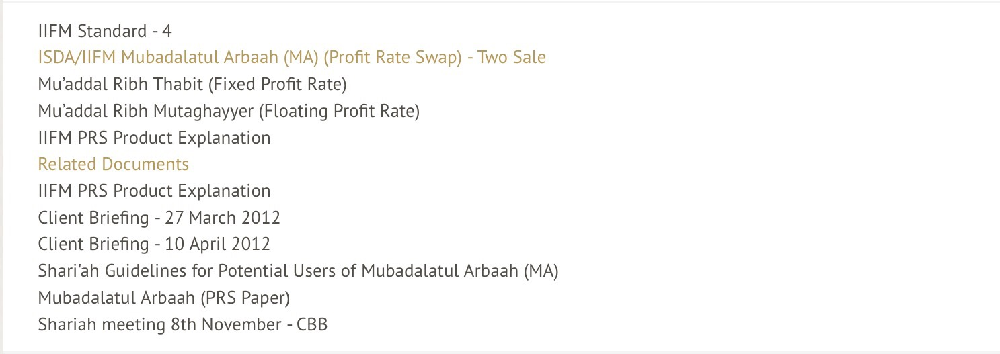 IIFM Standard - 4
ISDA/IIFM Mubadalatul Arbaah (MA) (Profit Rate Swap) - Two Sale
Mu’addal Ribh Thabit (Fixed Profit Rate)
Mu’addal Ribh Mutaghayyer (Floating Profit Rate)
IIFM PRS Product Explanation
Related Documents
IIFM PRS Product Explanation
Client Briefing - 27 March 2012
Client Briefing - 10 April 2012
Shari'ah Guidelines for Potential Users of Mubadalatul Arbaah (MA)
Mubadalatul Arbaah (PRS Paper)
Shariah meeting 8th November - CBB